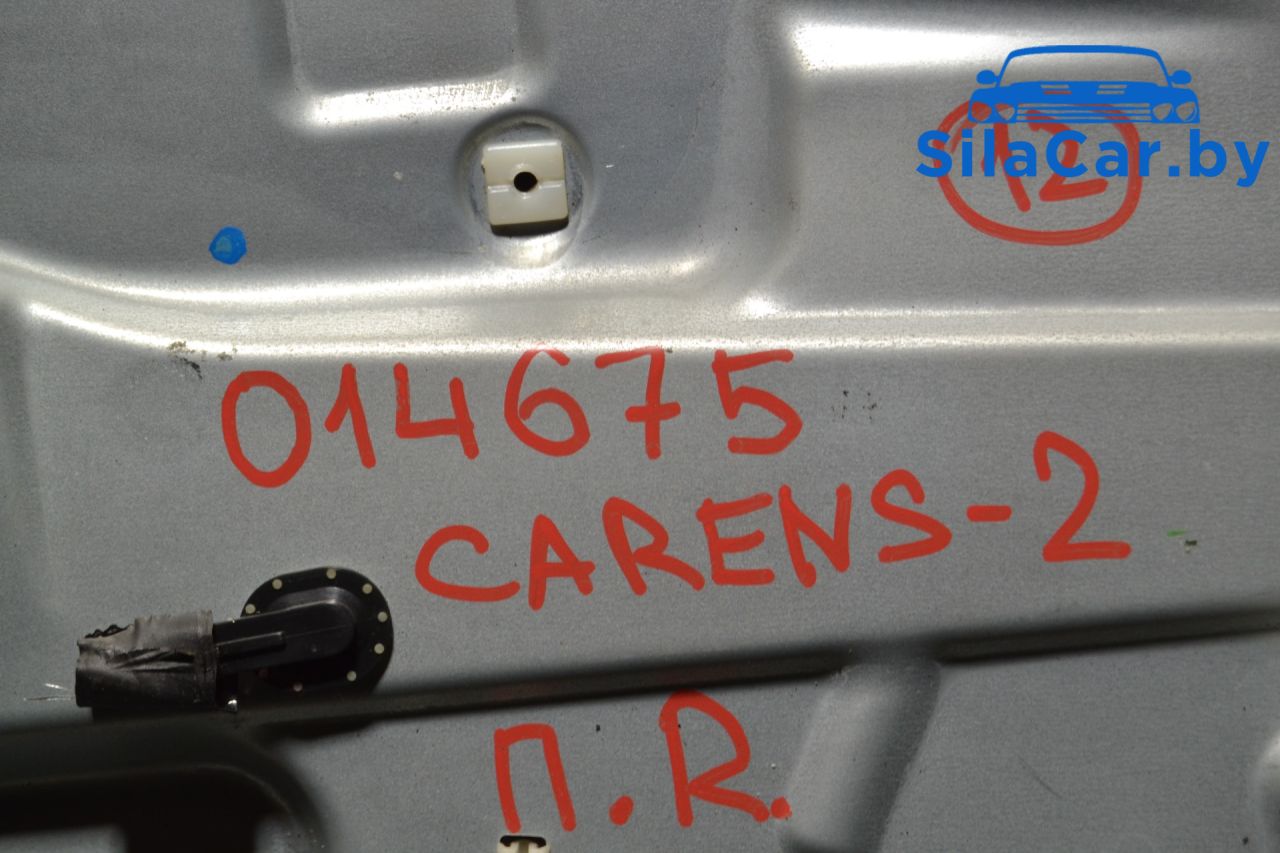 12
SilaCar.by
014675
CARENS-2
П.R.